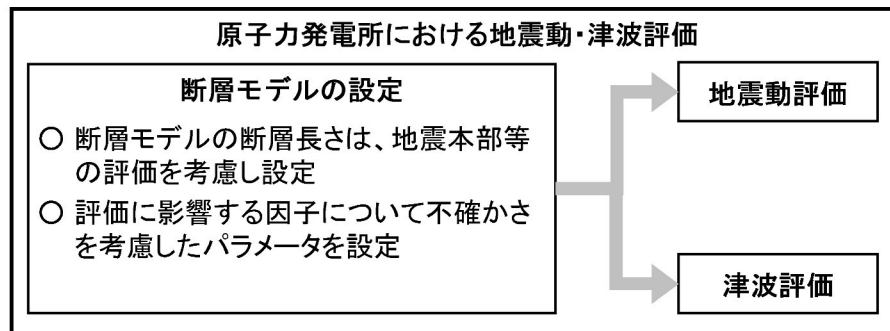 原子力発電所における地震動・津波評価
断層モデルの設定
○ 断層モデルの断層長さは、地震本部等
の評価を考慮し設定
○ 評価に影響する因子について不確かさ
を考慮したパラメータを設定
地震動評価
津波評価